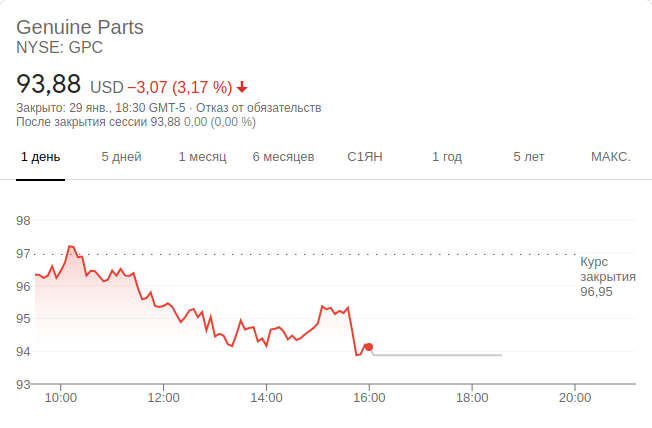 Genuine Parts
NYSE: GPC
93,88 USD −3,07 (3,17 %)
Закрыто: 29 янв., 18:30 GMT-5 · Отказ от обязательств
После закрытия сессии 93,88 0,00 (0,00 %)
1 день 5 дней 1 месяц 6 месяцев С1ЯН 1 год 5 лет МАКС.
98
97
96
95
94
93
Курс
закрытия
96,95
10:00 12:00 14:00 16:00 18:00 20:00